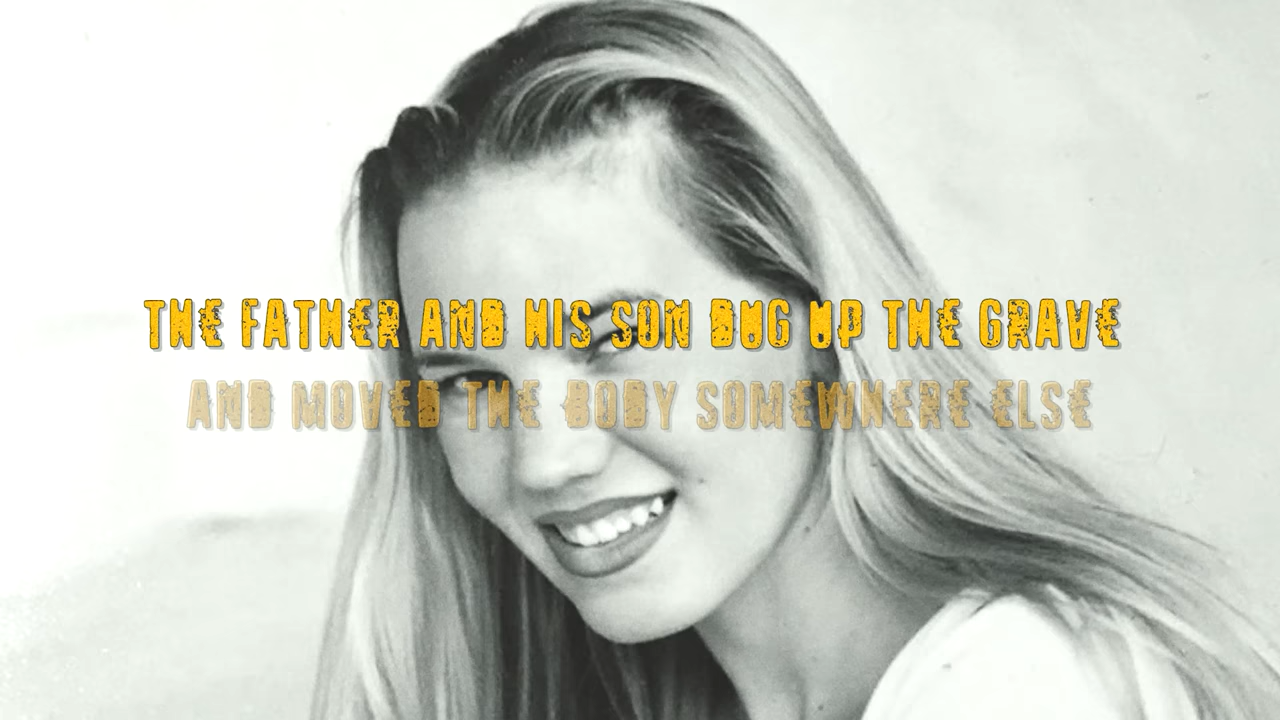 THE FATHER AND HIS SON DUG UP THE GRAVE
AND MOVED THE BODY SOMEWHERE ELSE